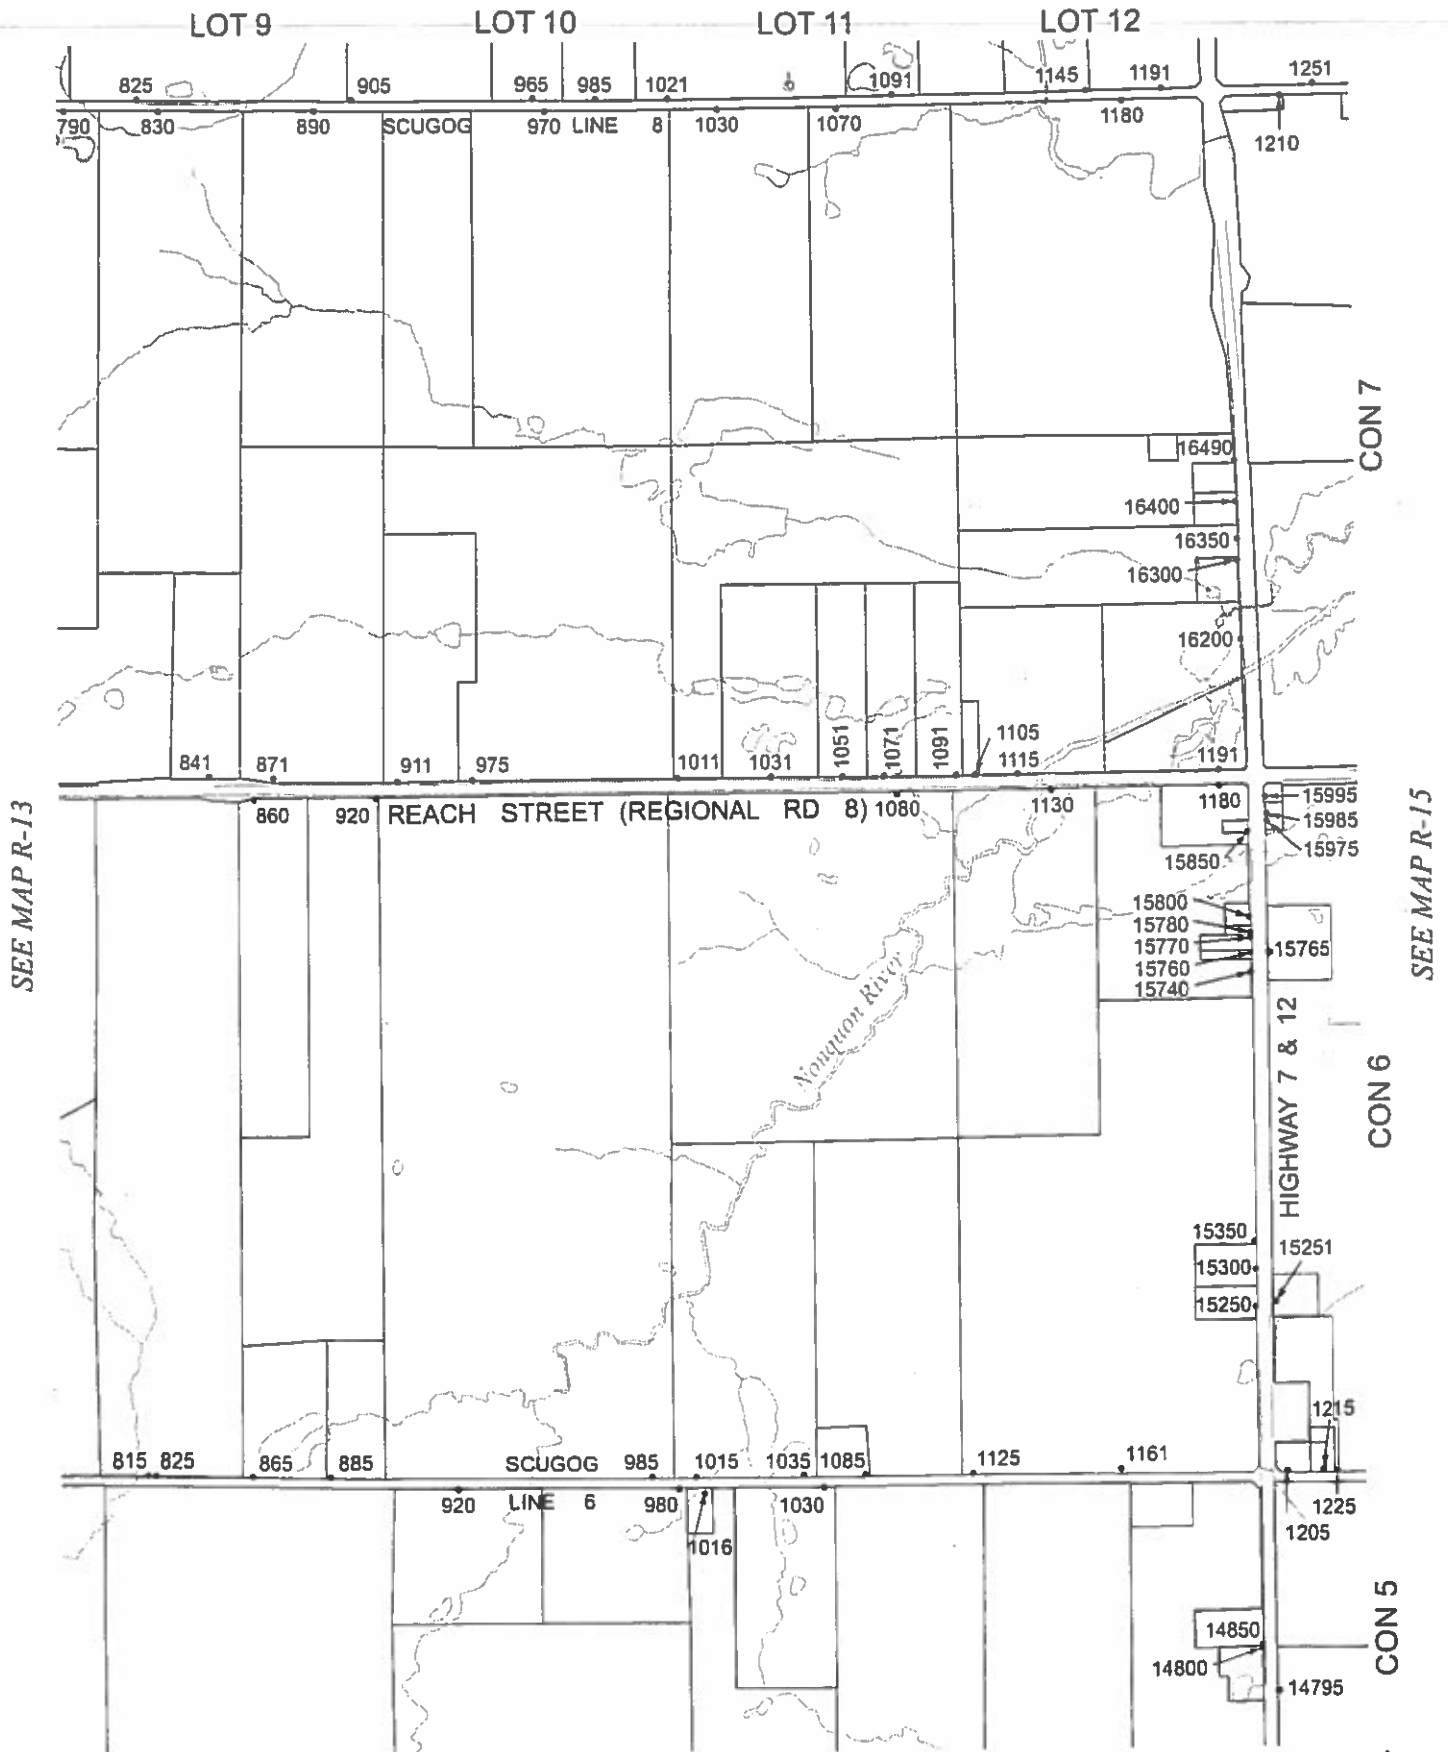 LOT 9 LOT 10 LOT 11 LOT 12
825 905 965 985 1021 1091 1145 1191 1251
790 830 890 SCUGOG 970 LINE 8 1030 1070 1180
1210
CON 7
16490
16400
16350
16300
16200
1051 1071 1091
1105
841 871 911 975 1011 1031 1115 1191
SEE MAP R-13
SEE MAP R-15
860 920 REACH STREET (REGIONAL RD 8) 1080 1130 1180
15995
15985
15975
15850
15800
15780
15770
15760
15740
15765
Nonquon River
HIGHWAY 7 & 12
CON 6
15350
15300
15250
15251
1215
815 825 865 885 SCUGOG 985 1015 1035 1085 1125 1161
920 LINE 6 980 1030
1016
1225
1205
CON 5
14850
14800
14795